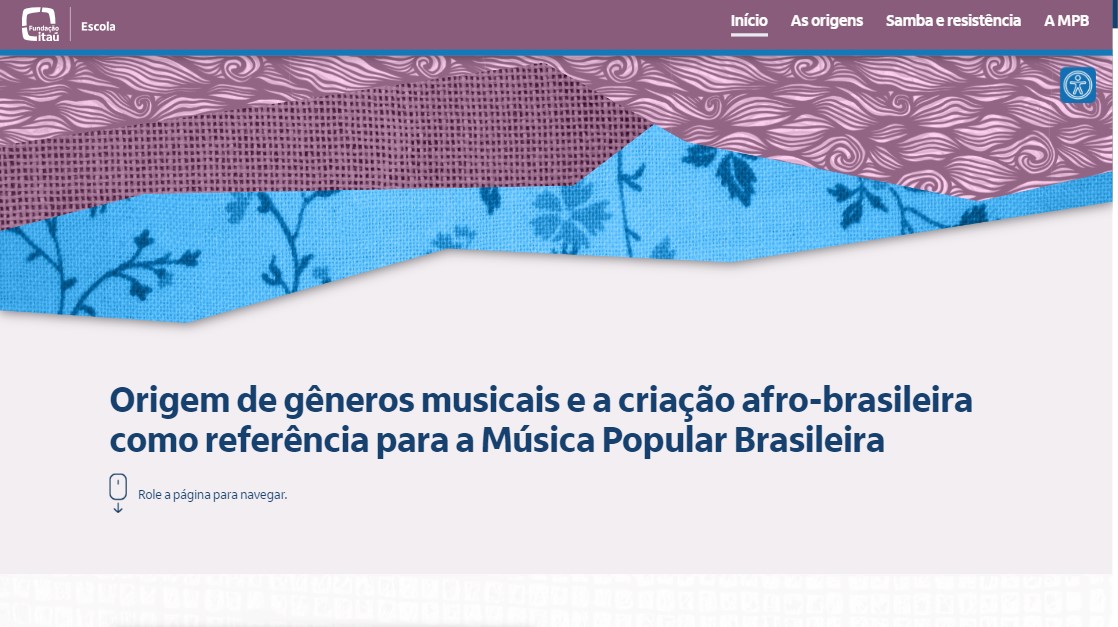 Fundação
itaú
Escola
Início
As origens
Samba e resistência
A MPB
Origem de gêneros musicais e a criação afro-brasileira
como referência para a Música Popular Brasileira
Role a página para navegar.